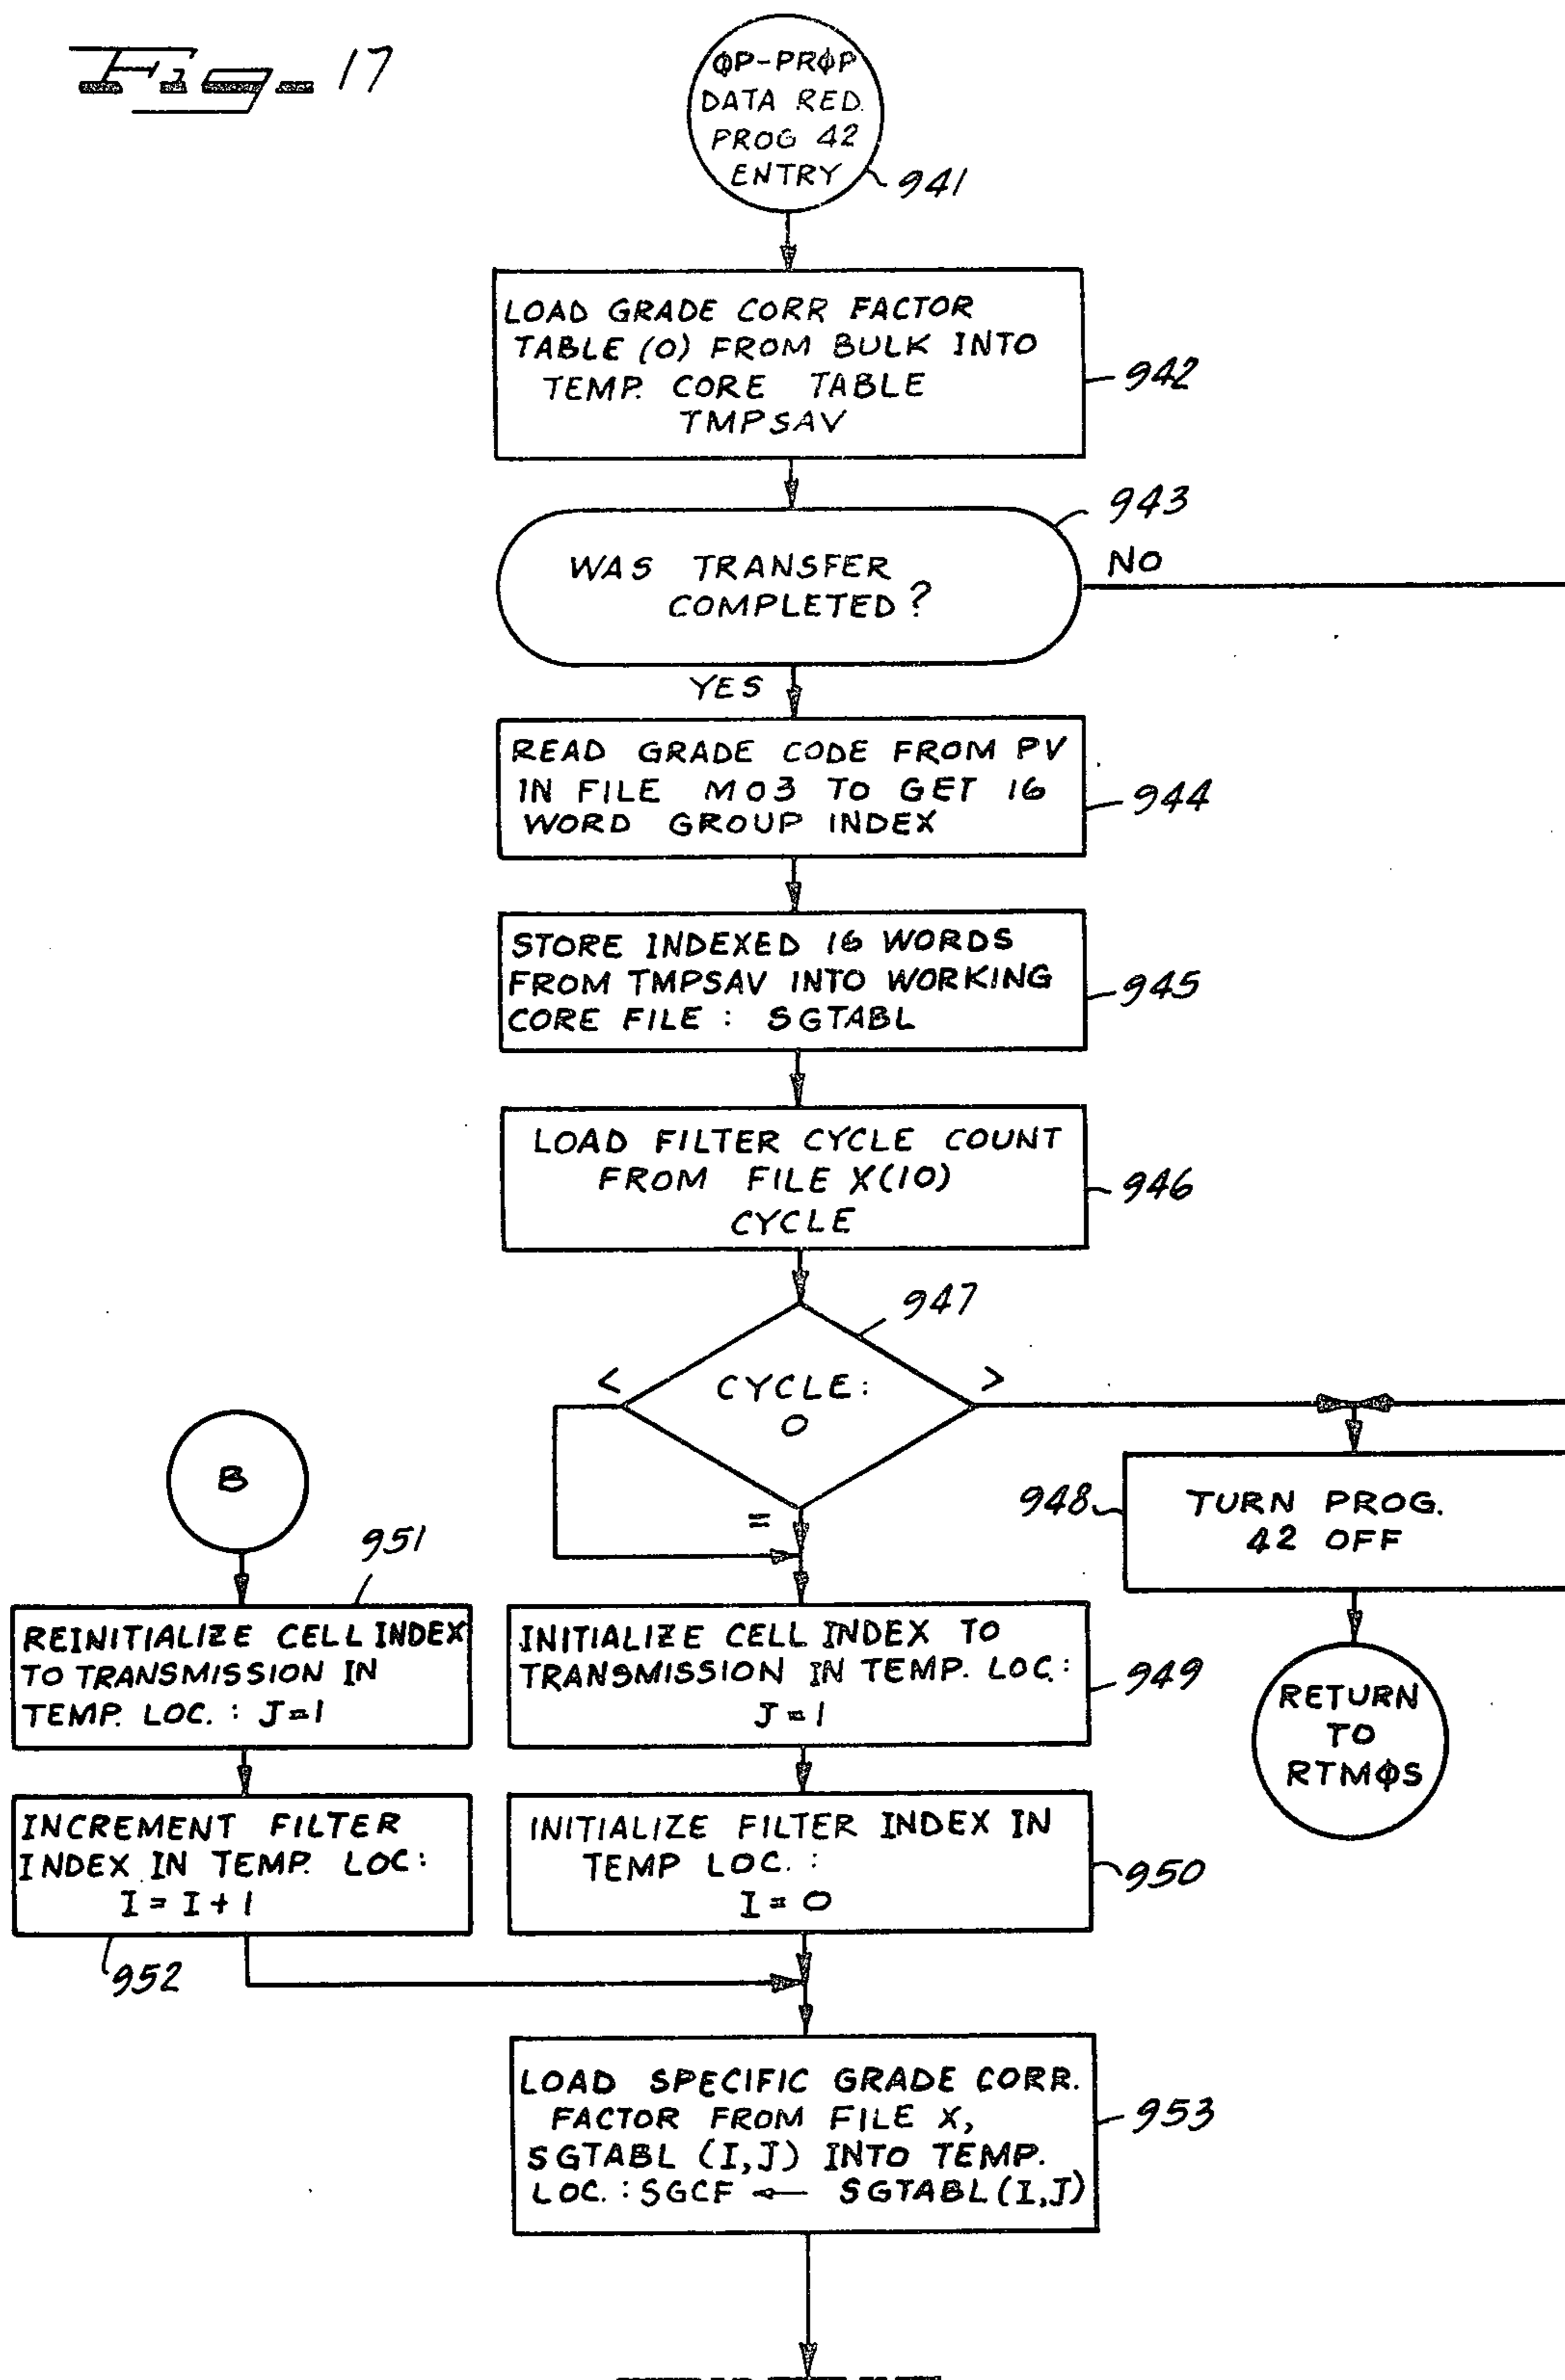 Fig. 17
ΦP-PRΦP
DATA RED.
PROG 42
ENTRY
941
LOAD GRADE CORR FACTOR
TABLE (0) FROM BULK INTO
TEMP. CORE TABLE
TMPSAV
942
943
WAS TRANSFER
COMPLETED?
NO
YES
READ GRADE CODE FROM PV
IN FILE M03 TO GET 16
WORD GROUP INDEX
944
STORE INDEXED 16 WORDS
FROM TMPSAV INTO WORKING
CORE FILE : SGTABL
945
LOAD FILTER CYCLE COUNT
FROM FILE X(10)
CYCLE
946
947
<
CYCLE:
0
>
=
948
TURN PROG.
42 OFF
RETURN
TO
RTMΦS
B
951
REINITIALIZE CELL INDEX
TO TRANSMISSION IN
TEMP. LOC. : J=1
INITIALIZE CELL INDEX TO
TRANSMISSION IN TEMP. LOC.:
J=1
949
INCREMENT FILTER
INDEX IN TEMP. LOC:
I = I + 1
952
INITIALIZE FILTER INDEX IN
TEMP LOC. :
I = 0
950
LOAD SPECIFIC GRADE CORR.
FACTOR FROM FILE X,
SGTABL (I,J) INTO TEMP.
LOC. : SGCF ← SGTABL(I,J)
953